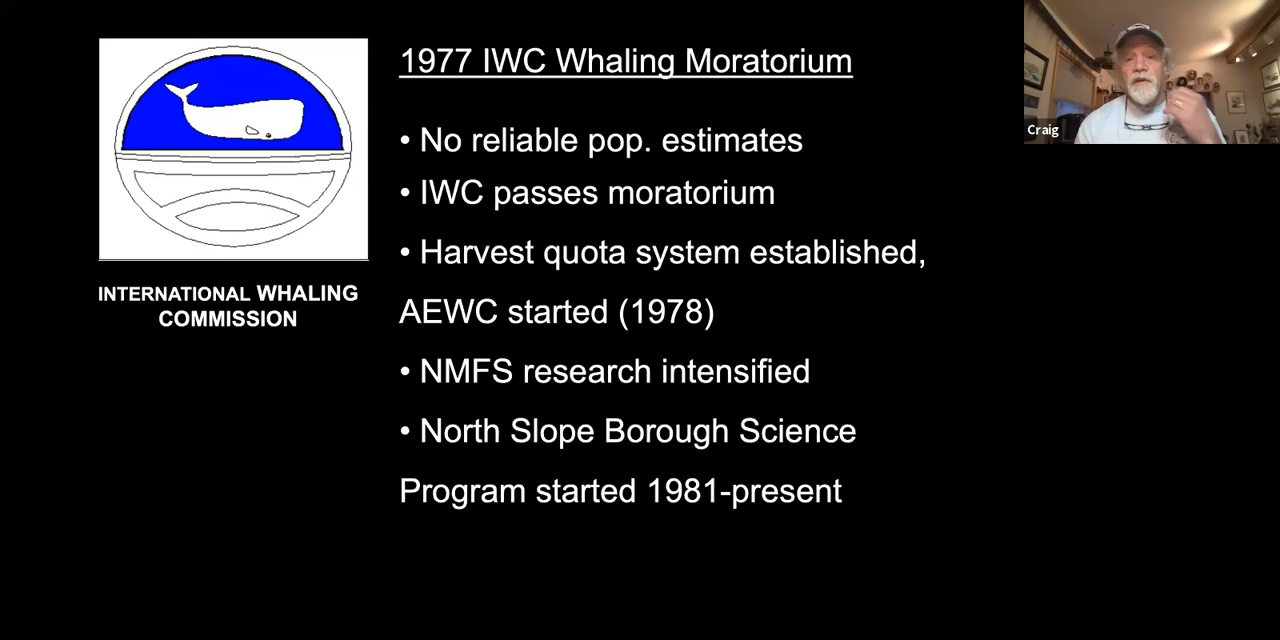 1977 IWC Whaling Moratorium
• No reliable pop. estimates
• IWC passes moratorium
• Harvest quota system established,
AEWC started (1978)
• NMFS research intensified
• North Slope Borough Science
Program started 1981-present
INTERNATIONAL WHALING
COMMISSION
Craig